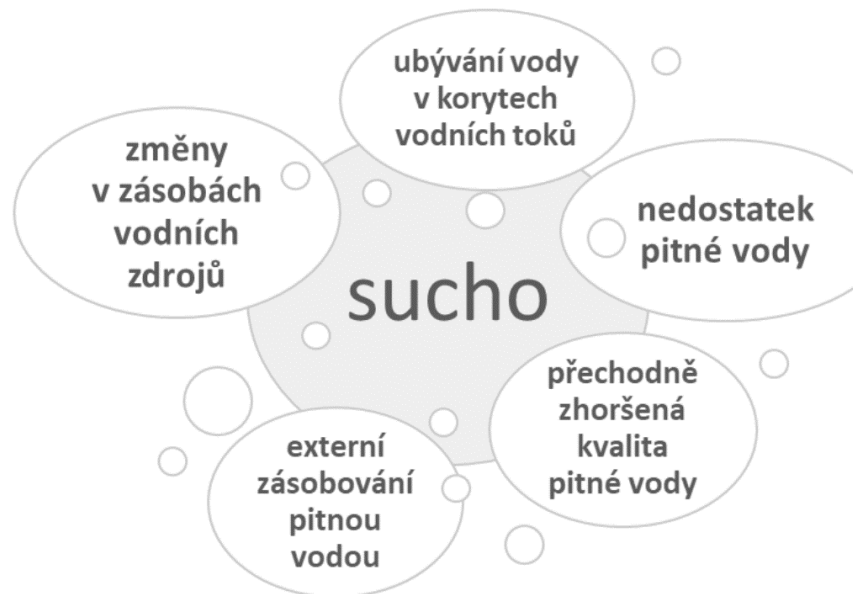 ubývání vody
v korytech
vodních toků
změny
v zásobách
vodních
zdrojů
nedostatek
pitné vody
sucho
přechodně
zhoršená
kvalita
pitné vody
externí
zásobování
pitnou
vodou